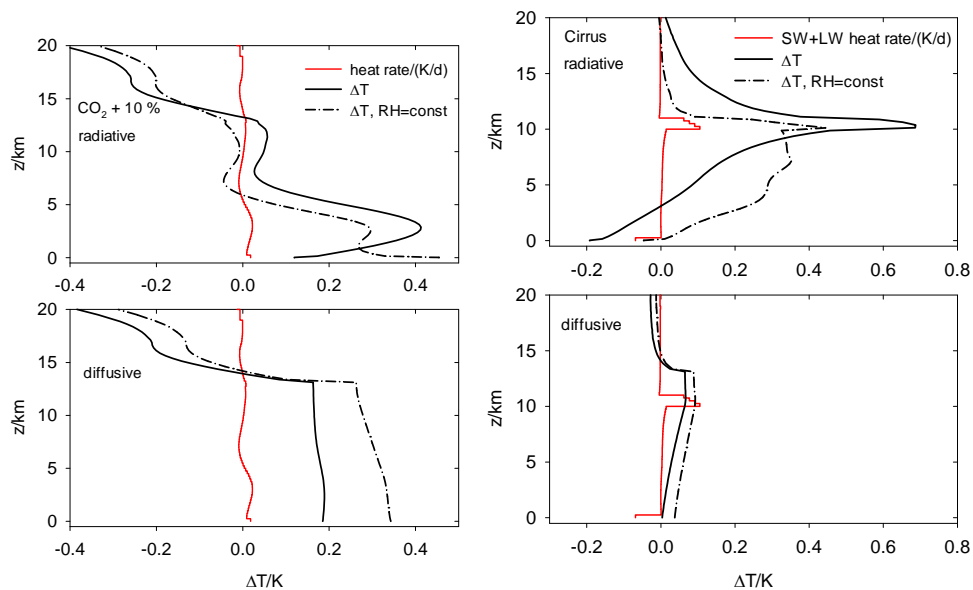 20
15
10
5
0
z/km
CO₂ + 10 %
radiative
heat rate/(K/d)
ΔT
ΔT, RH=const
-0.4
-0.2
0.0
0.2
0.4
20
15
10
5
0
z/km
Cirrus
radiative
SW+LW heat rate/(K/d)
ΔT
ΔT, RH=const
-0.2
0.0
0.2
0.4
0.6
0.8
20
15
10
5
0
z/km
diffusive
-0.4
-0.2
0.0
0.2
0.4
ΔT/K
20
15
10
5
0
z/km
diffusive
-0.2
0.0
0.2
0.4
0.6
0.8
ΔT/K